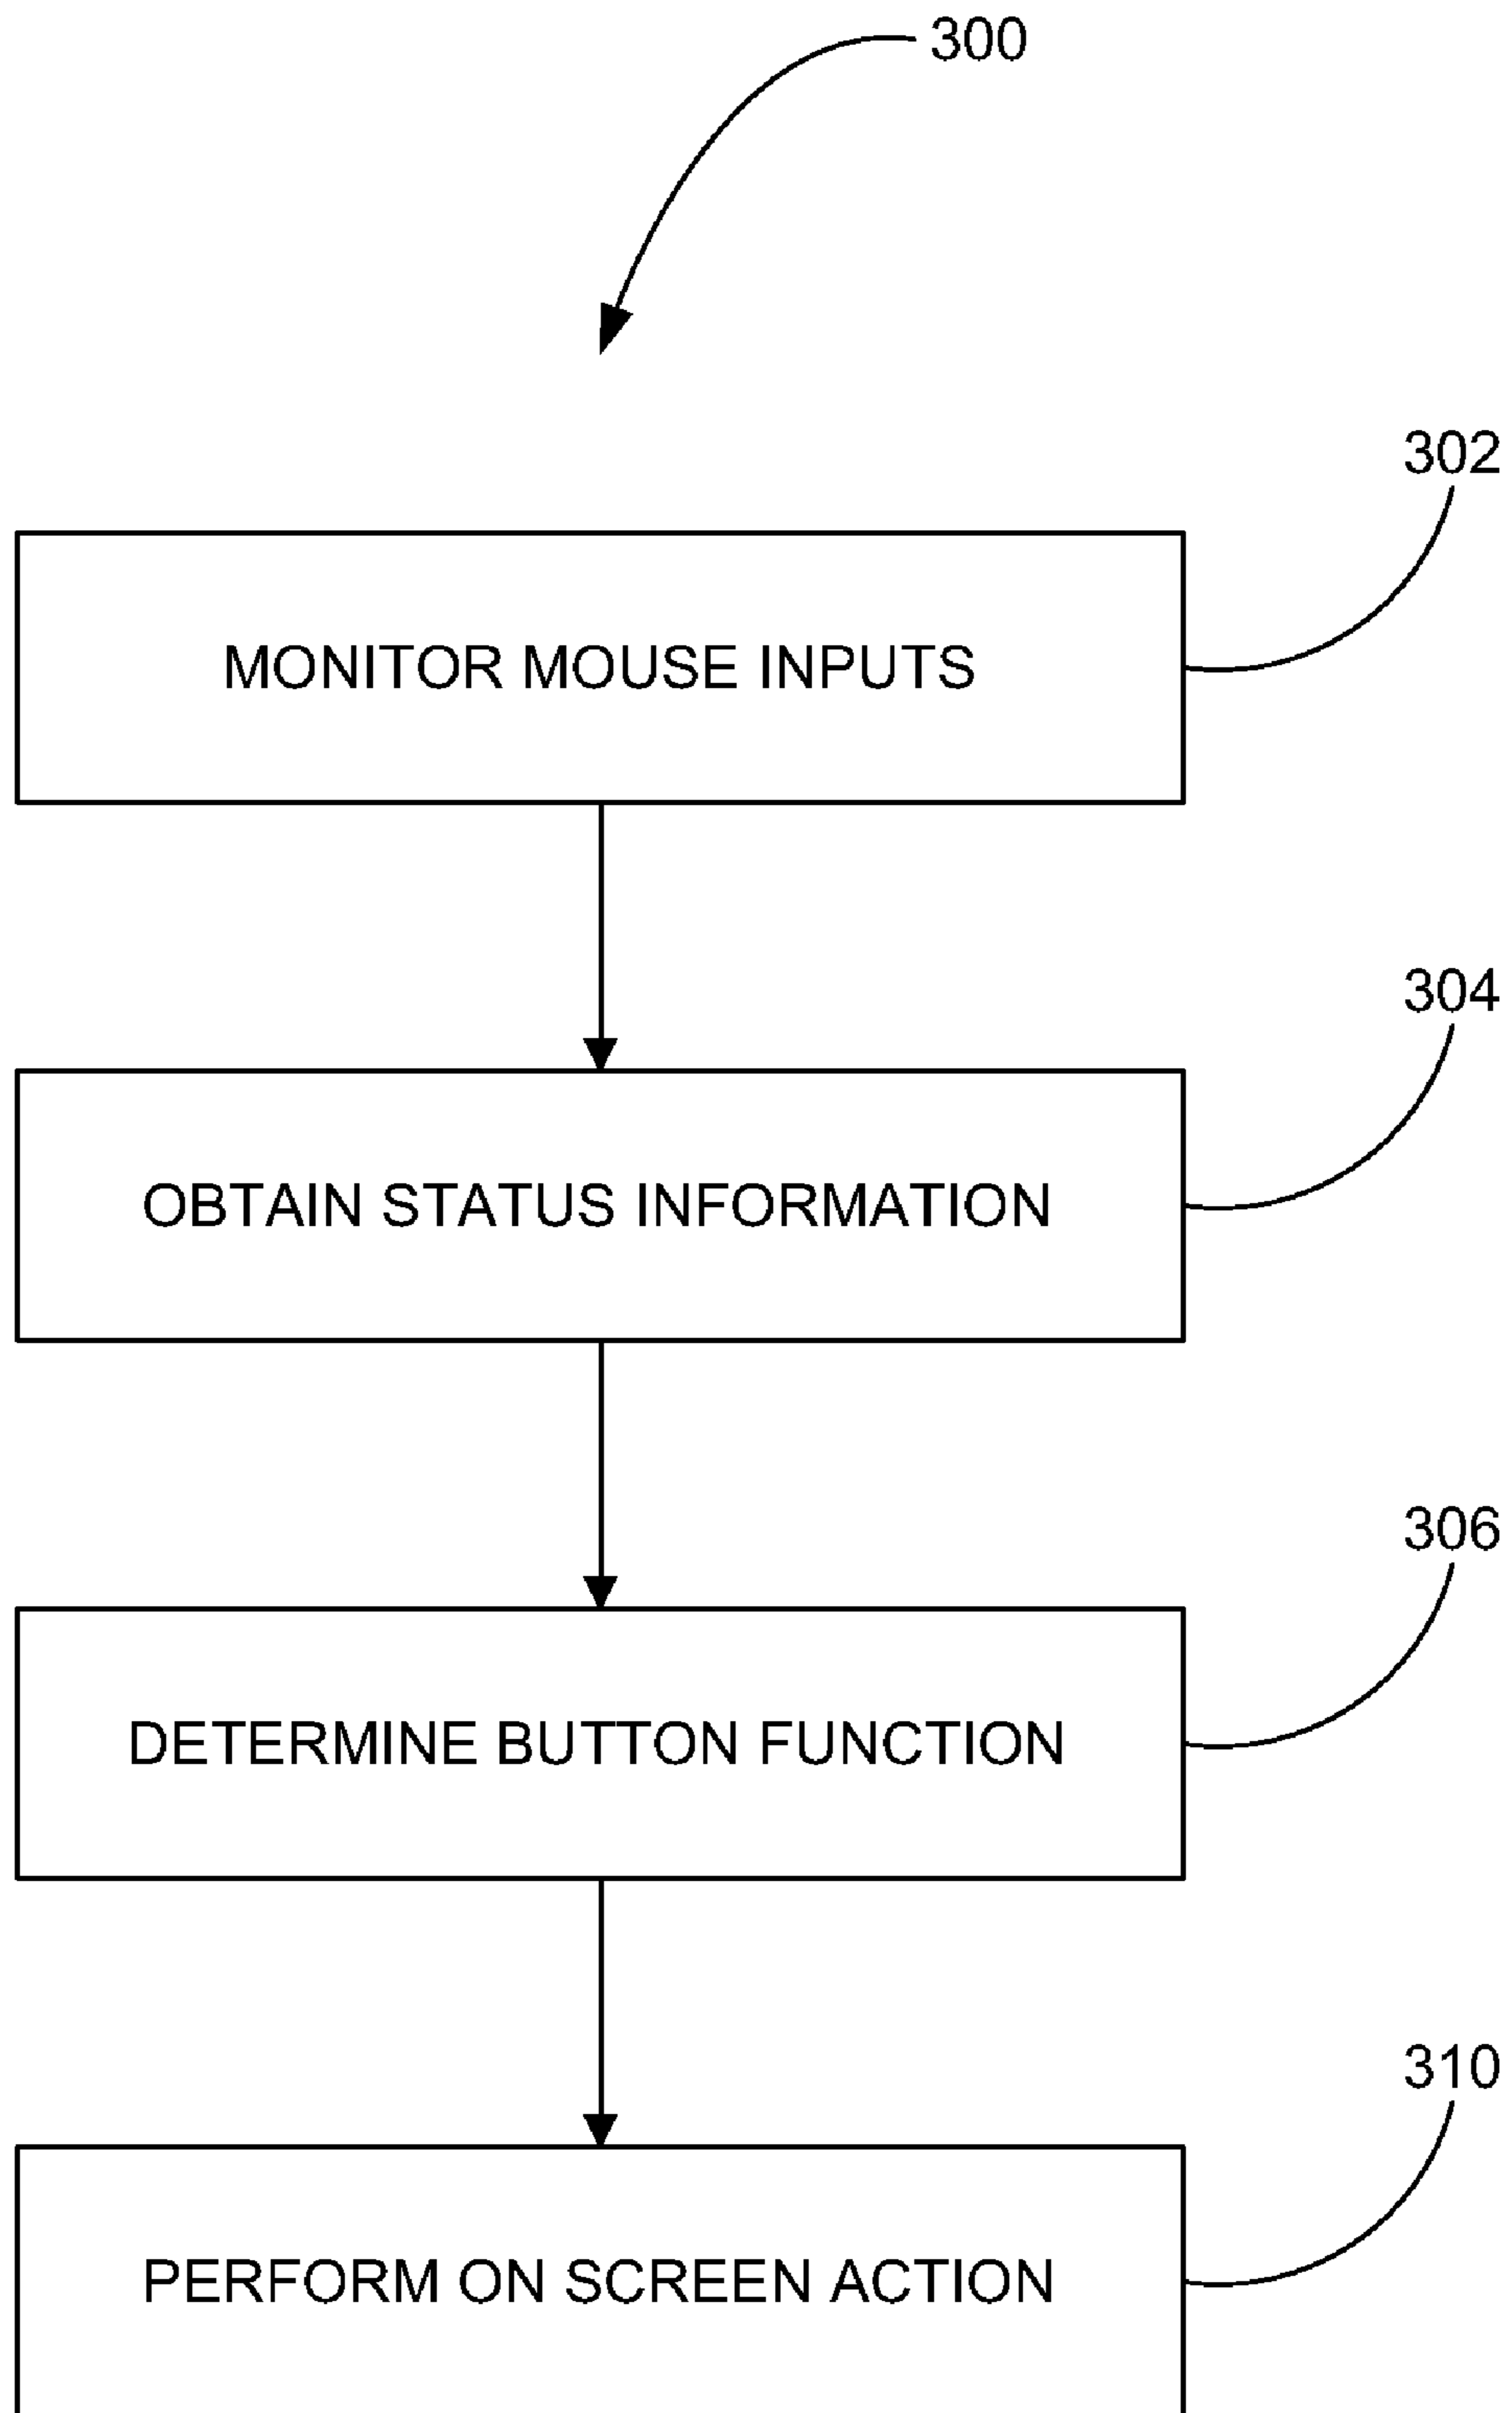 300
302
MONITOR MOUSE INPUTS
304
OBTAIN STATUS INFORMATION
306
DETERMINE BUTTON FUNCTION
310
PERFORM ON SCREEN ACTION